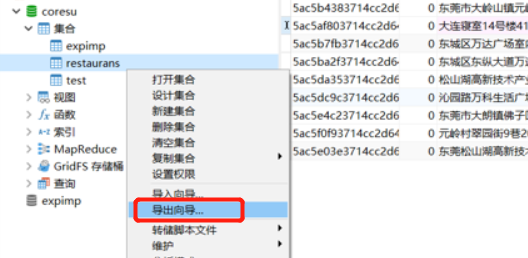 coresu
集合
expimp
restaurans
test
视图
函数
索引
MapReduce
GridFS 存储桶
查询
expimp
打开集合
设计集合
新建集合
删除集合
清空集合
复制集合
设置权限
导入向导...
导出向导...
转储脚本文件
维护
5ac5b4383714cc2d6 0 东莞市大岭山镇元
5ac5af803714cc2d64 0 大连寝室14号楼41
5ac5b7fb3714cc2d6 0 东城区万达广场室
5ac5ba2f3714cc2d6 0 东城区东纵大道万
5ac5da353714cc2d6 0 松山湖高新技术产
5ac5dc9c3714cc2d6 0 沁园路万科生活广
5ac5e4c23714cc2d6 0 东莞市大朗镇佛子
5ac5f0f93714cc2d64 0 元岭村翠园街9巷2
5ac5e03e3714cc2d6 0 东莞松山湖高新技